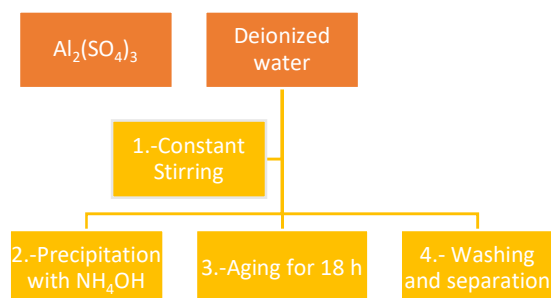 Al₂(SO₄)₃
Deionized
water
1.-Constant
Stirring
2.-Precipitation
with NH₄OH
3.-Aging for 18 h
4.- Washing
and separation